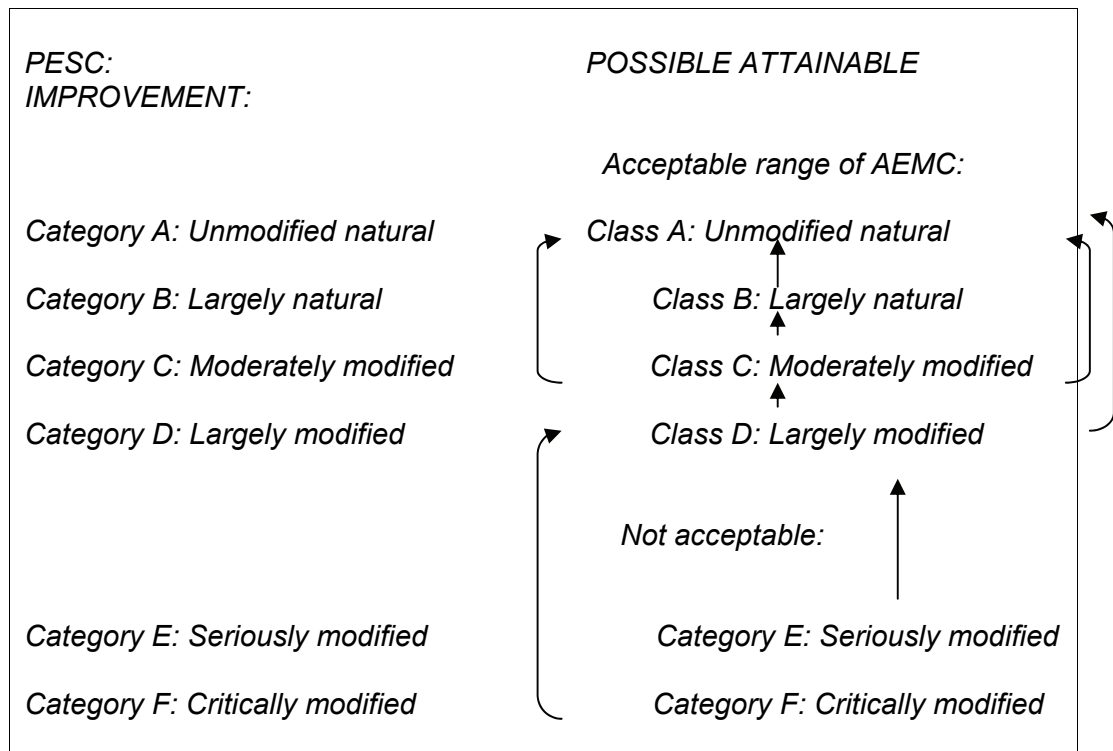 PESC: POSSIBLE ATTAINABLE
IMPROVEMENT:
Acceptable range of AEMC:
Category A: Unmodified natural Class A: Unmodified natural
Category B: Largely natural Class B: Largely natural
Category C: Moderately modified Class C: Moderately modified
Category D: Largely modified Class D: Largely modified
Not acceptable:
Category E: Seriously modified Category E: Seriously modified
Category F: Critically modified Category F: Critically modified